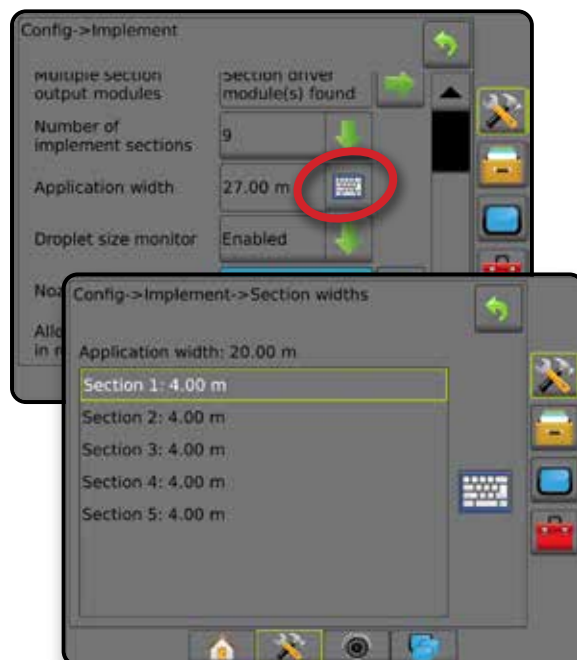 Config->Implement
Multiple section
output modules
Section driver
module(s) found
Number of
implement sections
9
Application width
27.00 m
Droplet size monitor
Enabled
Config->Implement->Section widths
Application width: 20.00 m
Section 1: 4.00 m
Section 2: 4.00 m
Section 3: 4.00 m
Section 4: 4.00 m
Section 5: 4.00 m